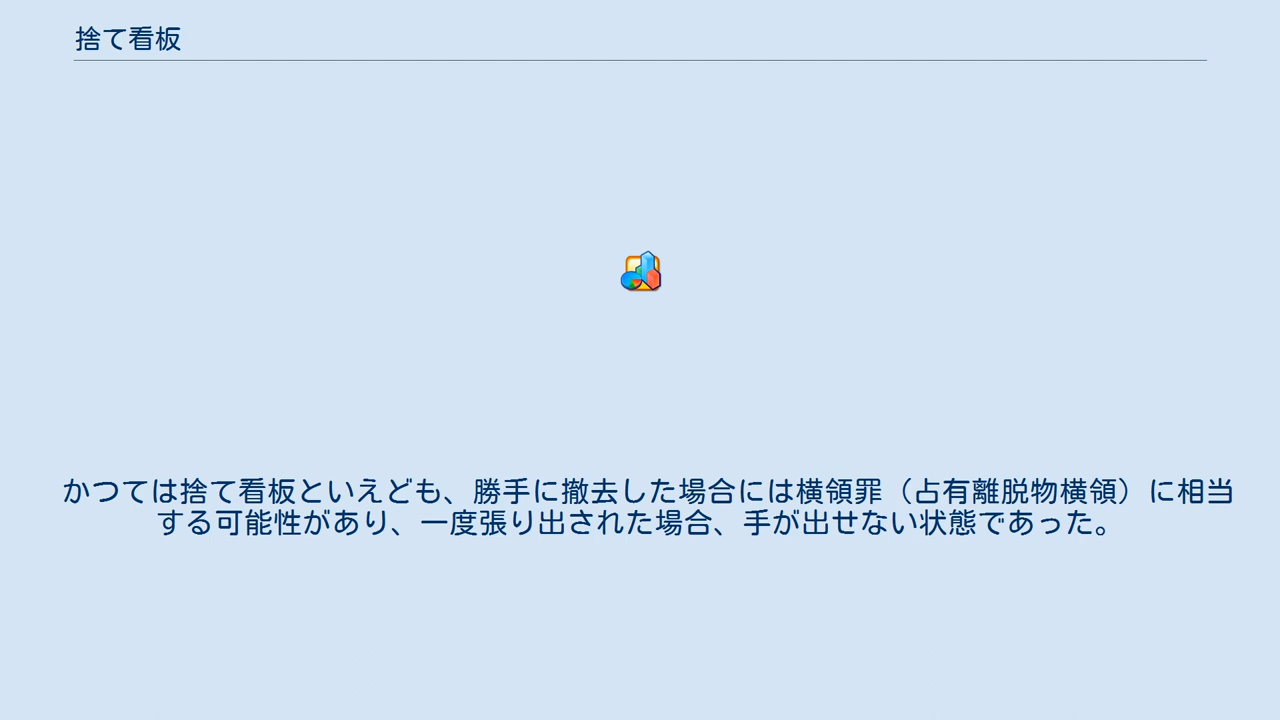 捨て看板
かつては捨て看板といえども、勝手に撤去した場合には横領罪（占有離脱物横領）に相当
する可能性があり、一度張り出された場合、手が出せない状態であった。